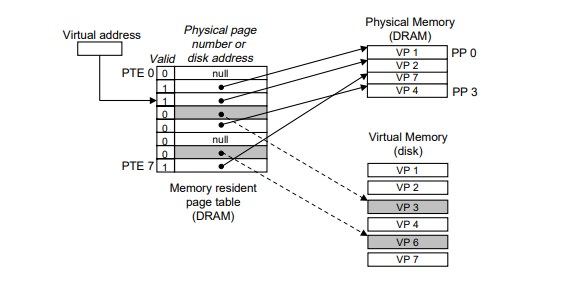 Virtual address
Physical page
number or
disk address
Valid
PTE 0 0 null
1
1
0
0
0 null
0
PTE 7 1
Memory resident
page table
(DRAM)
Physical Memory
(DRAM)
VP 1 PP 0
VP 2
VP 7
VP 4 PP 3
Virtual Memory
(disk)
VP 1
VP 2
VP 3
VP 4
VP 6
VP 7